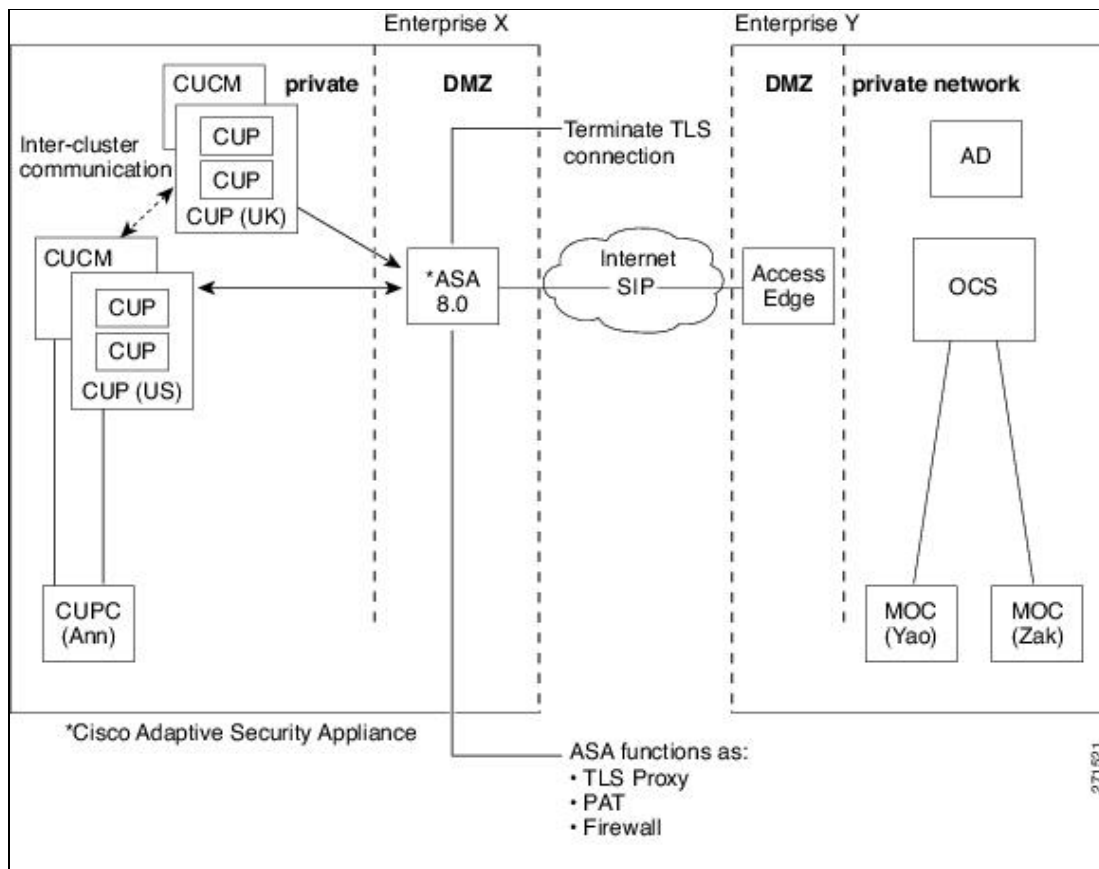 Enterprise X
Enterprise Y
CUCM
private
DMZ
DMZ
private network
Inter-cluster
communication
CUP
CUP
CUP (UK)
Terminate TLS
connection
AD
CUCM
CUP
CUP
CUP (US)
*ASA
8.0
Internet
SIP
Access
Edge
OCS
CUPC
(Ann)
MOC
(Yao)
MOC
(Zak)
*Cisco Adaptive Security Appliance
ASA functions as:
• TLS Proxy
• PAT
• Firewall
271521